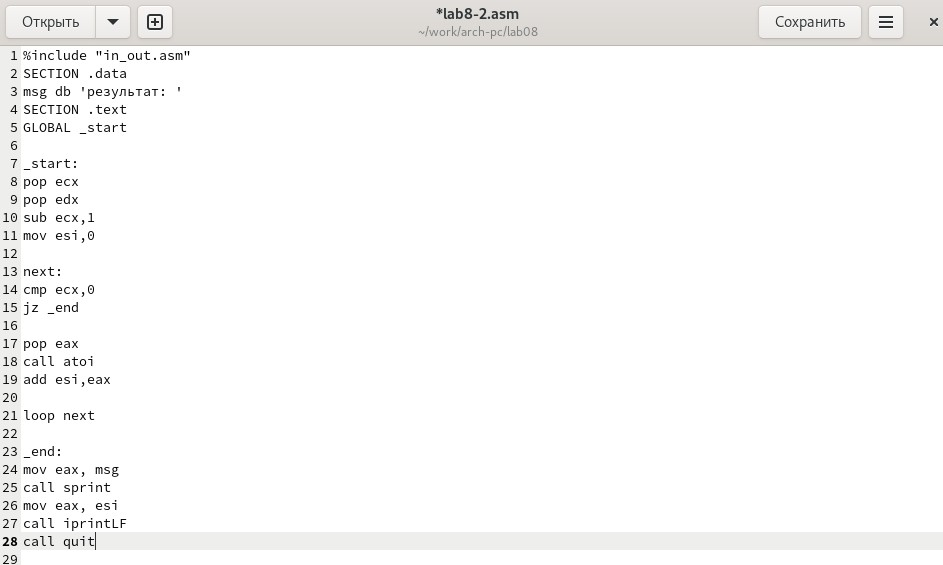 Открыть
*lab8-2.asm
~/work/arch-pc/lab08
Сохранить
1 %include "in_out.asm"
2 SECTION .data
3 msg db 'результат: '
4 SECTION .text
5 GLOBAL _start
6
7 _start:
8 pop ecx
9 pop edx
10 sub ecx,1
11 mov esi,0
12
13 next:
14 cmp ecx,0
15 jz _end
16
17 pop eax
18 call atoi
19 add esi,eax
20
21 loop next
22
23 _end:
24 mov eax, msg
25 call sprint
26 mov eax, esi
27 call iprintLF
28 call quit
29